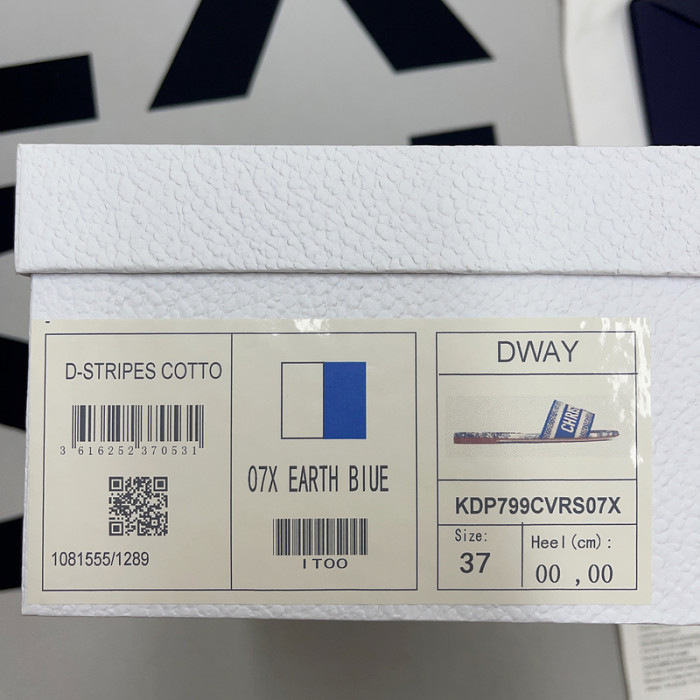 D-STRIPES COTTO
3 616252 370531
1081555/1289
07X EARTH BIUE
IT00
DWAY
CHRIS
KDP799CVRS07X
Size:
37
Heel(cm):
00 ,00